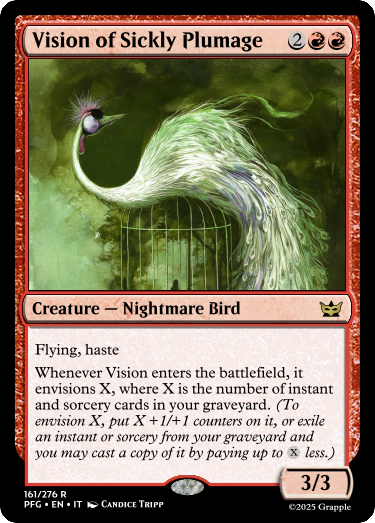 Vision of Sickly Plumage 2
Creature — Nightmare Bird
Flying, haste
Whenever Vision enters the battlefield, it
envisions X, where X is the number of instant
and sorcery cards in your graveyard. (To
envision X, put X +1/+1 counters on it, or exile
an instant or sorcery from your graveyard and
you may cast a copy of it by paying up to X less.)
3/3
161/276 R
PFG • EN • IT Candice Tripp
©2025 Grapple